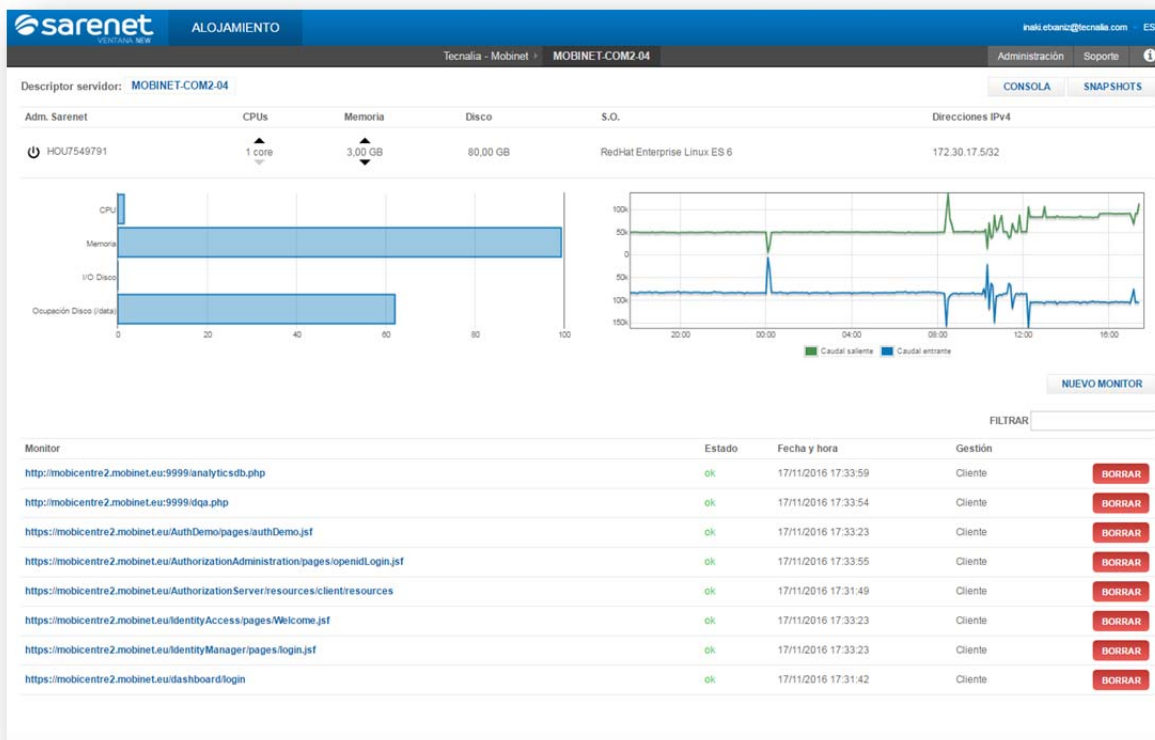 sarenet
VENTANA NEW
ALOJAMIENTO
inaki.etxaniz@tecnalia.com ES
Tecnalia - Mobinet MOBINET-COM2-04
Administración Soporte i
Descriptor servidor: MOBINET-COM2-04
CONSOLA SNAPSHOTS
Adm. Sarenet CPUs Memoria Disco S.O. Direcciones IPv4
HOU7549791 1 core 3,00 GB 80,00 GB RedHat Enterprise Linux ES 6 172.30.17.5/32
CPU
Memoria
I/O Disco
Ocupación Disco (/data)
0 20 40 60 80 100
100k
50k
0
50k
100k
150k
20:00 00:00 04:00 08:00 12:00 16:00
Caudal saliente Caudal entrante
NUEVO MONITOR
FILTRAR
Monitor Estado Fecha y hora Gestión
http://mobicentre2.mobinet.eu:9999/analyticsdb.php ok 17/11/2016 17:33:59 Cliente BORRAR
http://mobicentre2.mobinet.eu:9999/dqa.php ok 17/11/2016 17:33:54 Cliente BORRAR
https://mobicentre2.mobinet.eu/AuthDemo/pages/authDemo.jsf ok 17/11/2016 17:33:23 Cliente BORRAR
https://mobicentre2.mobinet.eu/AuthorizationAdministration/pages/openidLogin.jsf ok 17/11/2016 17:33:55 Cliente BORRAR
https://mobicentre2.mobinet.eu/AuthorizationServer/resources/client/resources ok 17/11/2016 17:31:49 Cliente BORRAR
https://mobicentre2.mobinet.eu/IdentityAccess/pages/Welcome.jsf ok 17/11/2016 17:33:23 Cliente BORRAR
https://mobicentre2.mobinet.eu/IdentityManager/pages/login.jsf ok 17/11/2016 17:33:23 Cliente BORRAR
https://mobicentre2.mobinet.eu/dashboard/login ok 17/11/2016 17:31:42 Cliente BORRAR